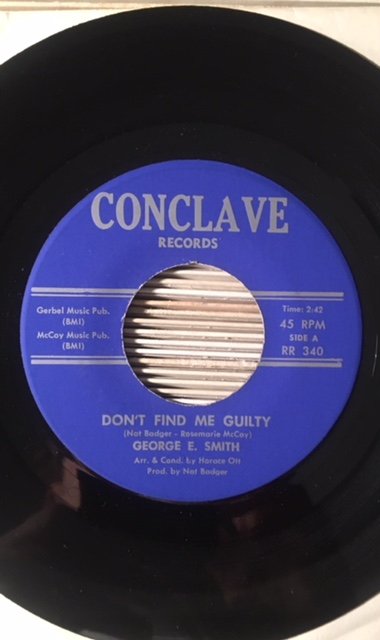 CONCLAVE
RECORDS
Gerbel Music Pub.
(BMI)
McCoy Music Pub.
(BMI)
Time: 2:42
45 RPM
SIDE A
RR 340
DON'T FIND ME GUILTY
(Nat Badger - Rosemarie McCoy)
GEORGE E. SMITH
Arr. & Cond. by Horace Ott
Prod. by Nat Badger